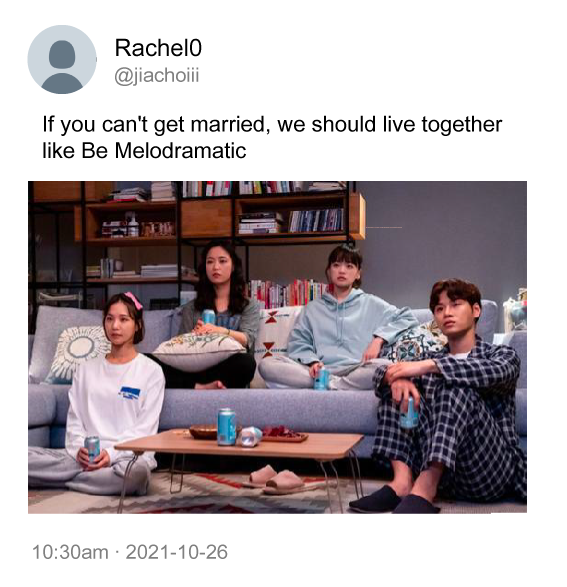 Rachel0
@jiachoiii
If you can't get married, we should live together
like Be Melodramatic
10:30am · 2021-10-26